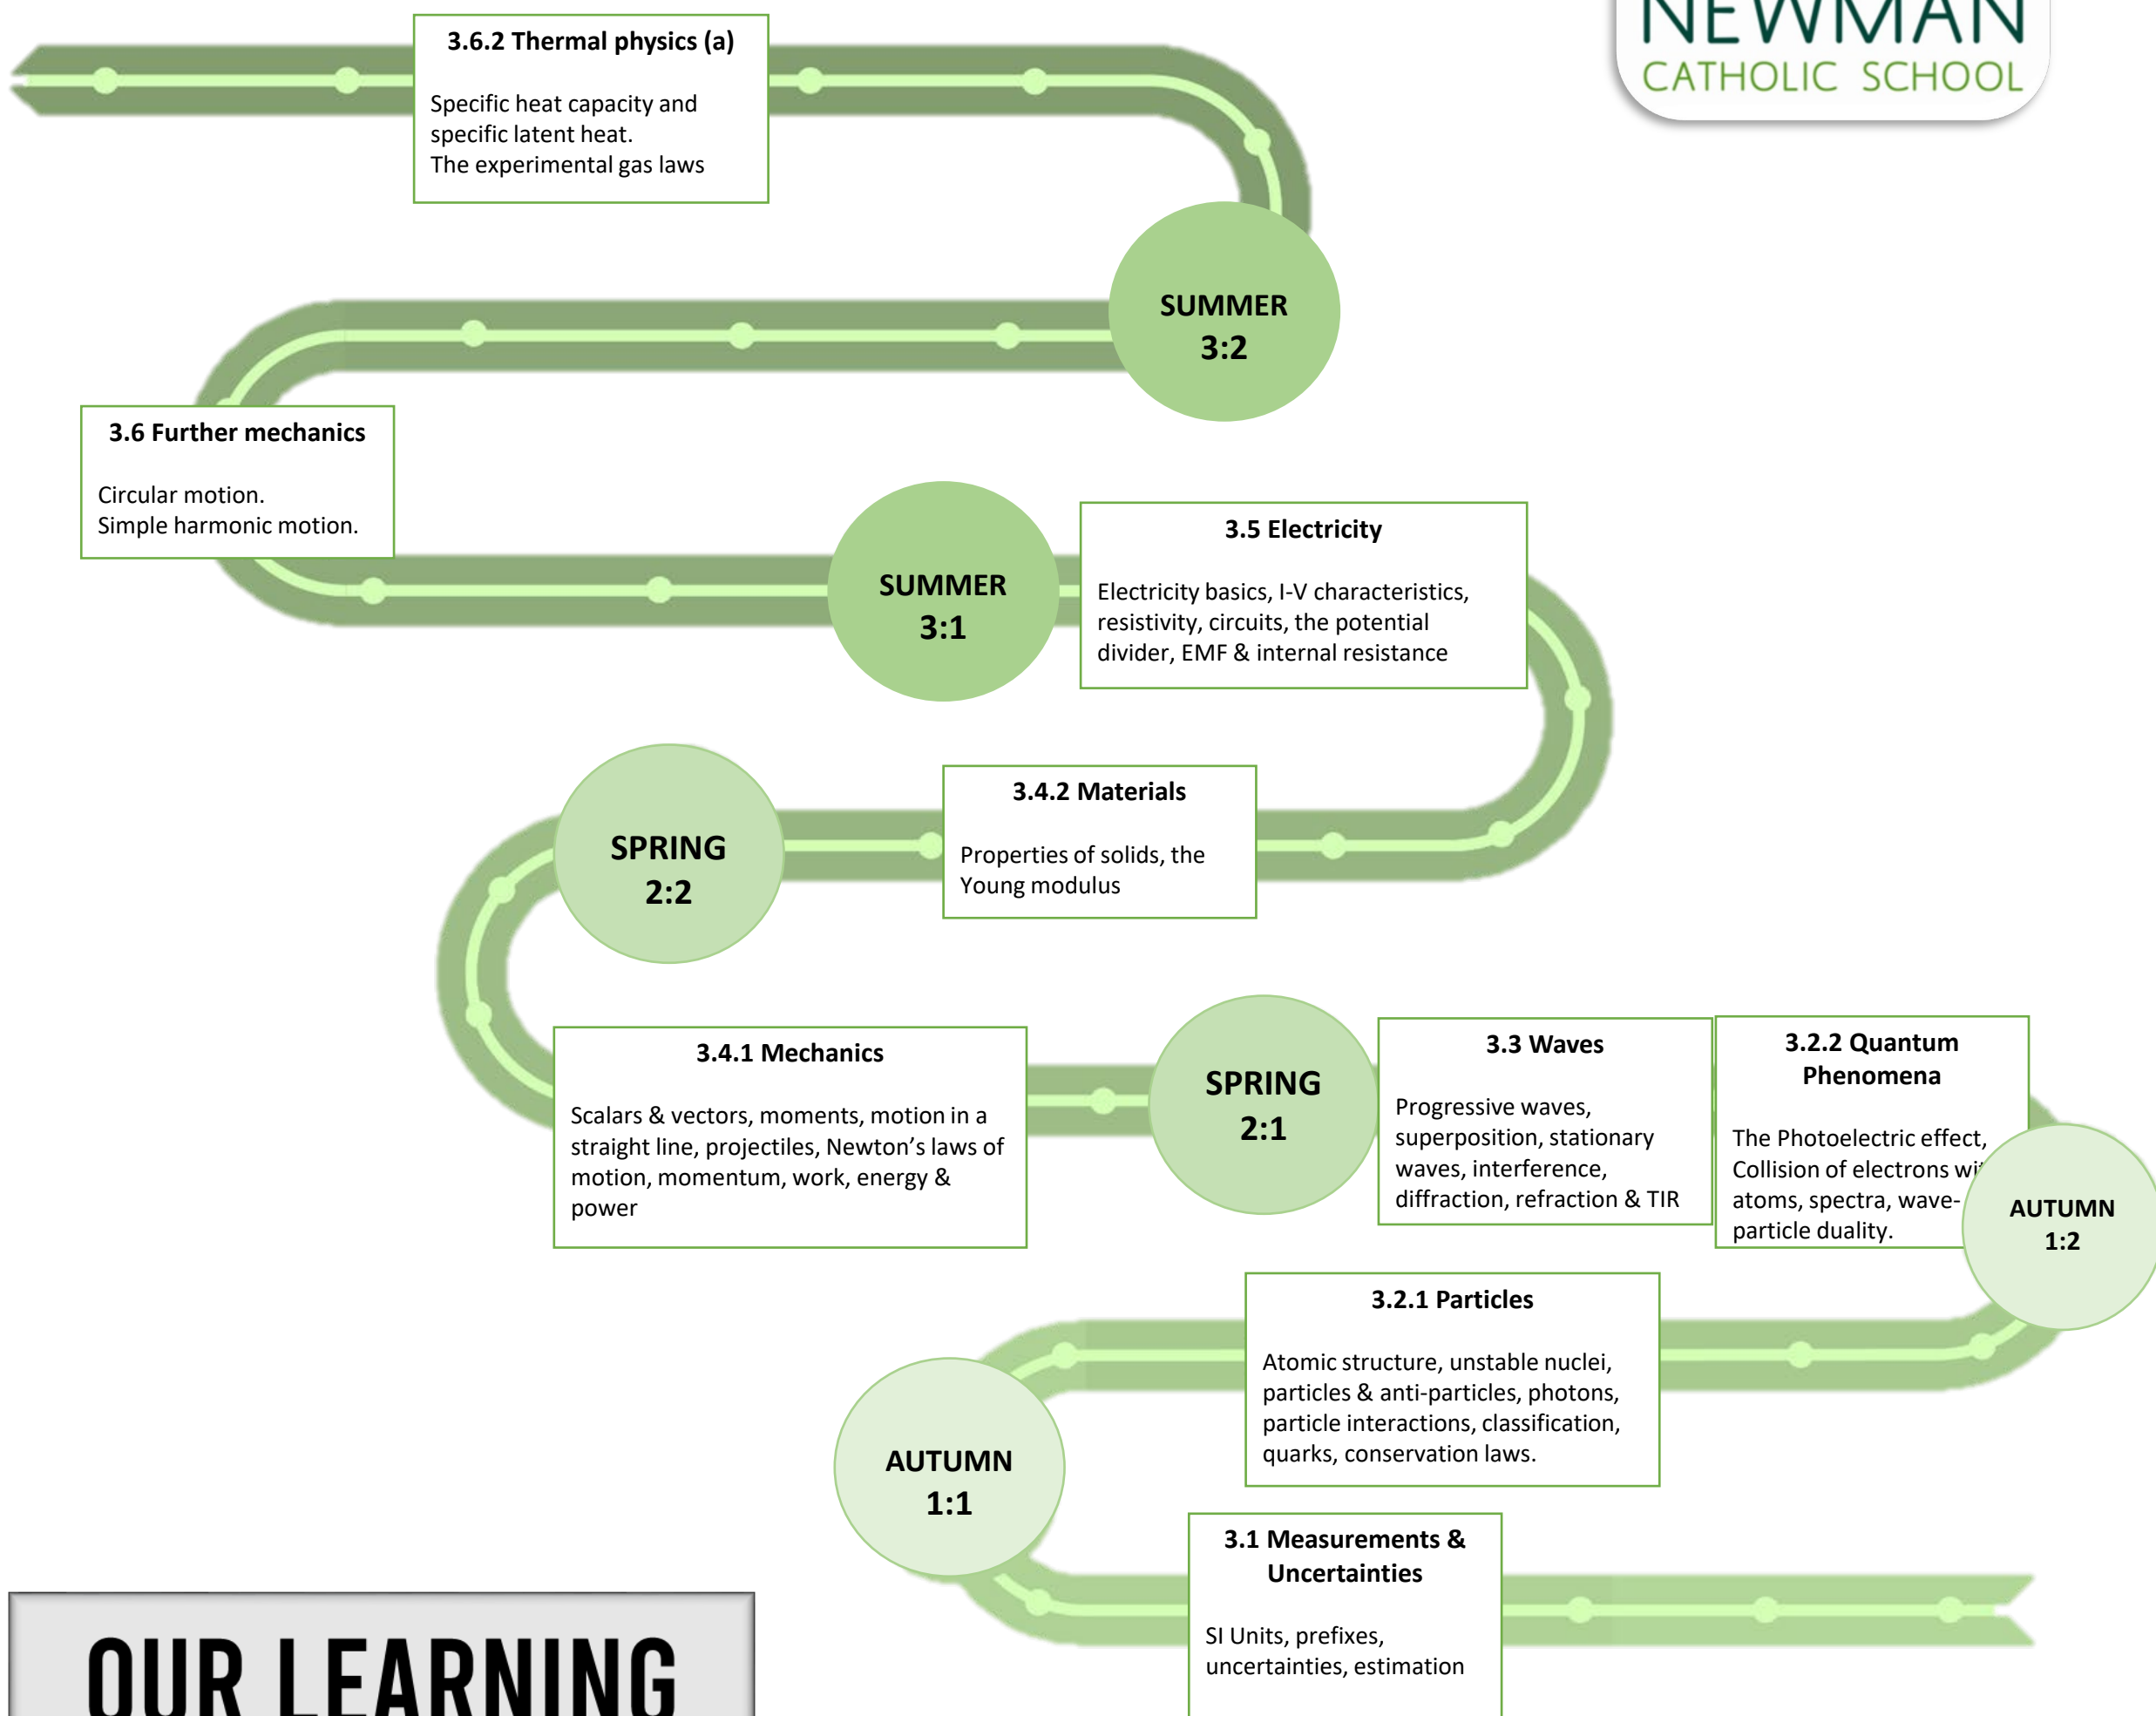 NEWMAN
CATHOLIC SCHOOL
3.6.2 Thermal physics (a)
Specific heat capacity and
specific latent heat.
The experimental gas laws
SUMMER
3:2
3.6 Further mechanics
Circular motion.
Simple harmonic motion.
SUMMER
3:1
3.5 Electricity
Electricity basics, I-V characteristics,
resistivity, circuits, the potential
divider, EMF & internal resistance
SPRING
2:2
3.4.2 Materials
Properties of solids, the
Young modulus
3.4.1 Mechanics
Scalars & vectors, moments, motion in a
straight line, projectiles, Newton's laws of
motion, momentum, work, energy &
power
SPRING
2:1
3.3 Waves
Progressive waves,
superposition, stationary
waves, interference,
diffraction, refraction & TIR
3.2.2 Quantum
Phenomena
The Photoelectric effect,
Collision of electrons
atoms, spectra, wave-
particle duality.
AUTUMN
1:2
3.2.1 Particles
Atomic structure, unstable nuclei,
particles & anti-particles, photons,
particle interactions, classification,
quarks, conservation laws.
AUTUMN
1:1
3.1 Measurements &
Uncertainties
SI Units, prefixes,
uncertainties, estimation
OUR LEARNING